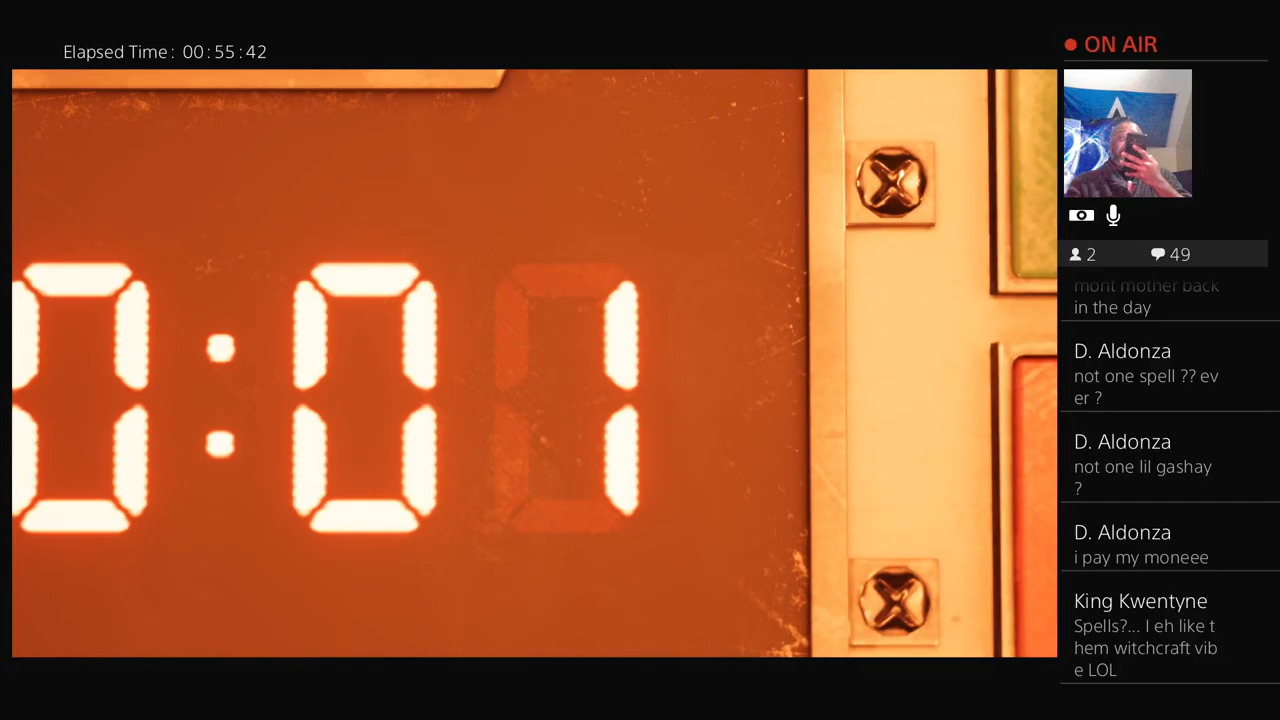 Elapsed Time: 00:55:42
ON AIR
0:01
2
49
mont mother back
in the day
D. Aldonza
not one spell ?? ev
er ?
D. Aldonza
not one lil gashay
?
D. Aldonza
i pay my moneee
King Kwentyne
Spells?... I eh like t
hem witchcraft vib
e LOL